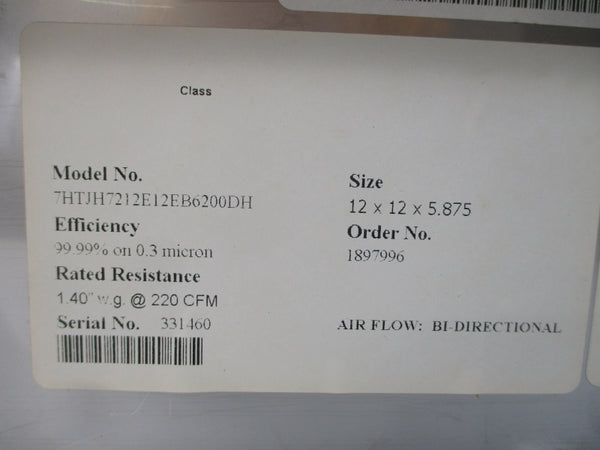 Class
Model No.
7HTJH7212E12EB6200DH
Efficiency
99.99% on 0.3 micron
Rated Resistance
1.40" w.g. @ 220 CFM
Serial No. 331460
Size
12 x 12 x 5.875
Order No.
1897996
AIR FLOW: BI-DIRECTIONAL